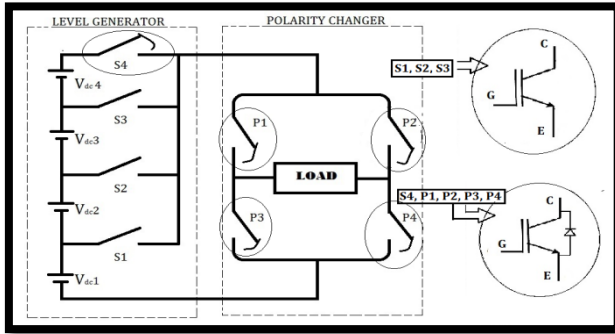 LEVEL GENERATOR
POLARITY CHANGER
S4
Vdc4
S3
Vdc3
S2
Vdc2
S1
Vdc1
P1
P2
LOAD
P3
P4
S1, S2, S3
C
G
E
S4, P1, P2, P3, P4
C
G
E